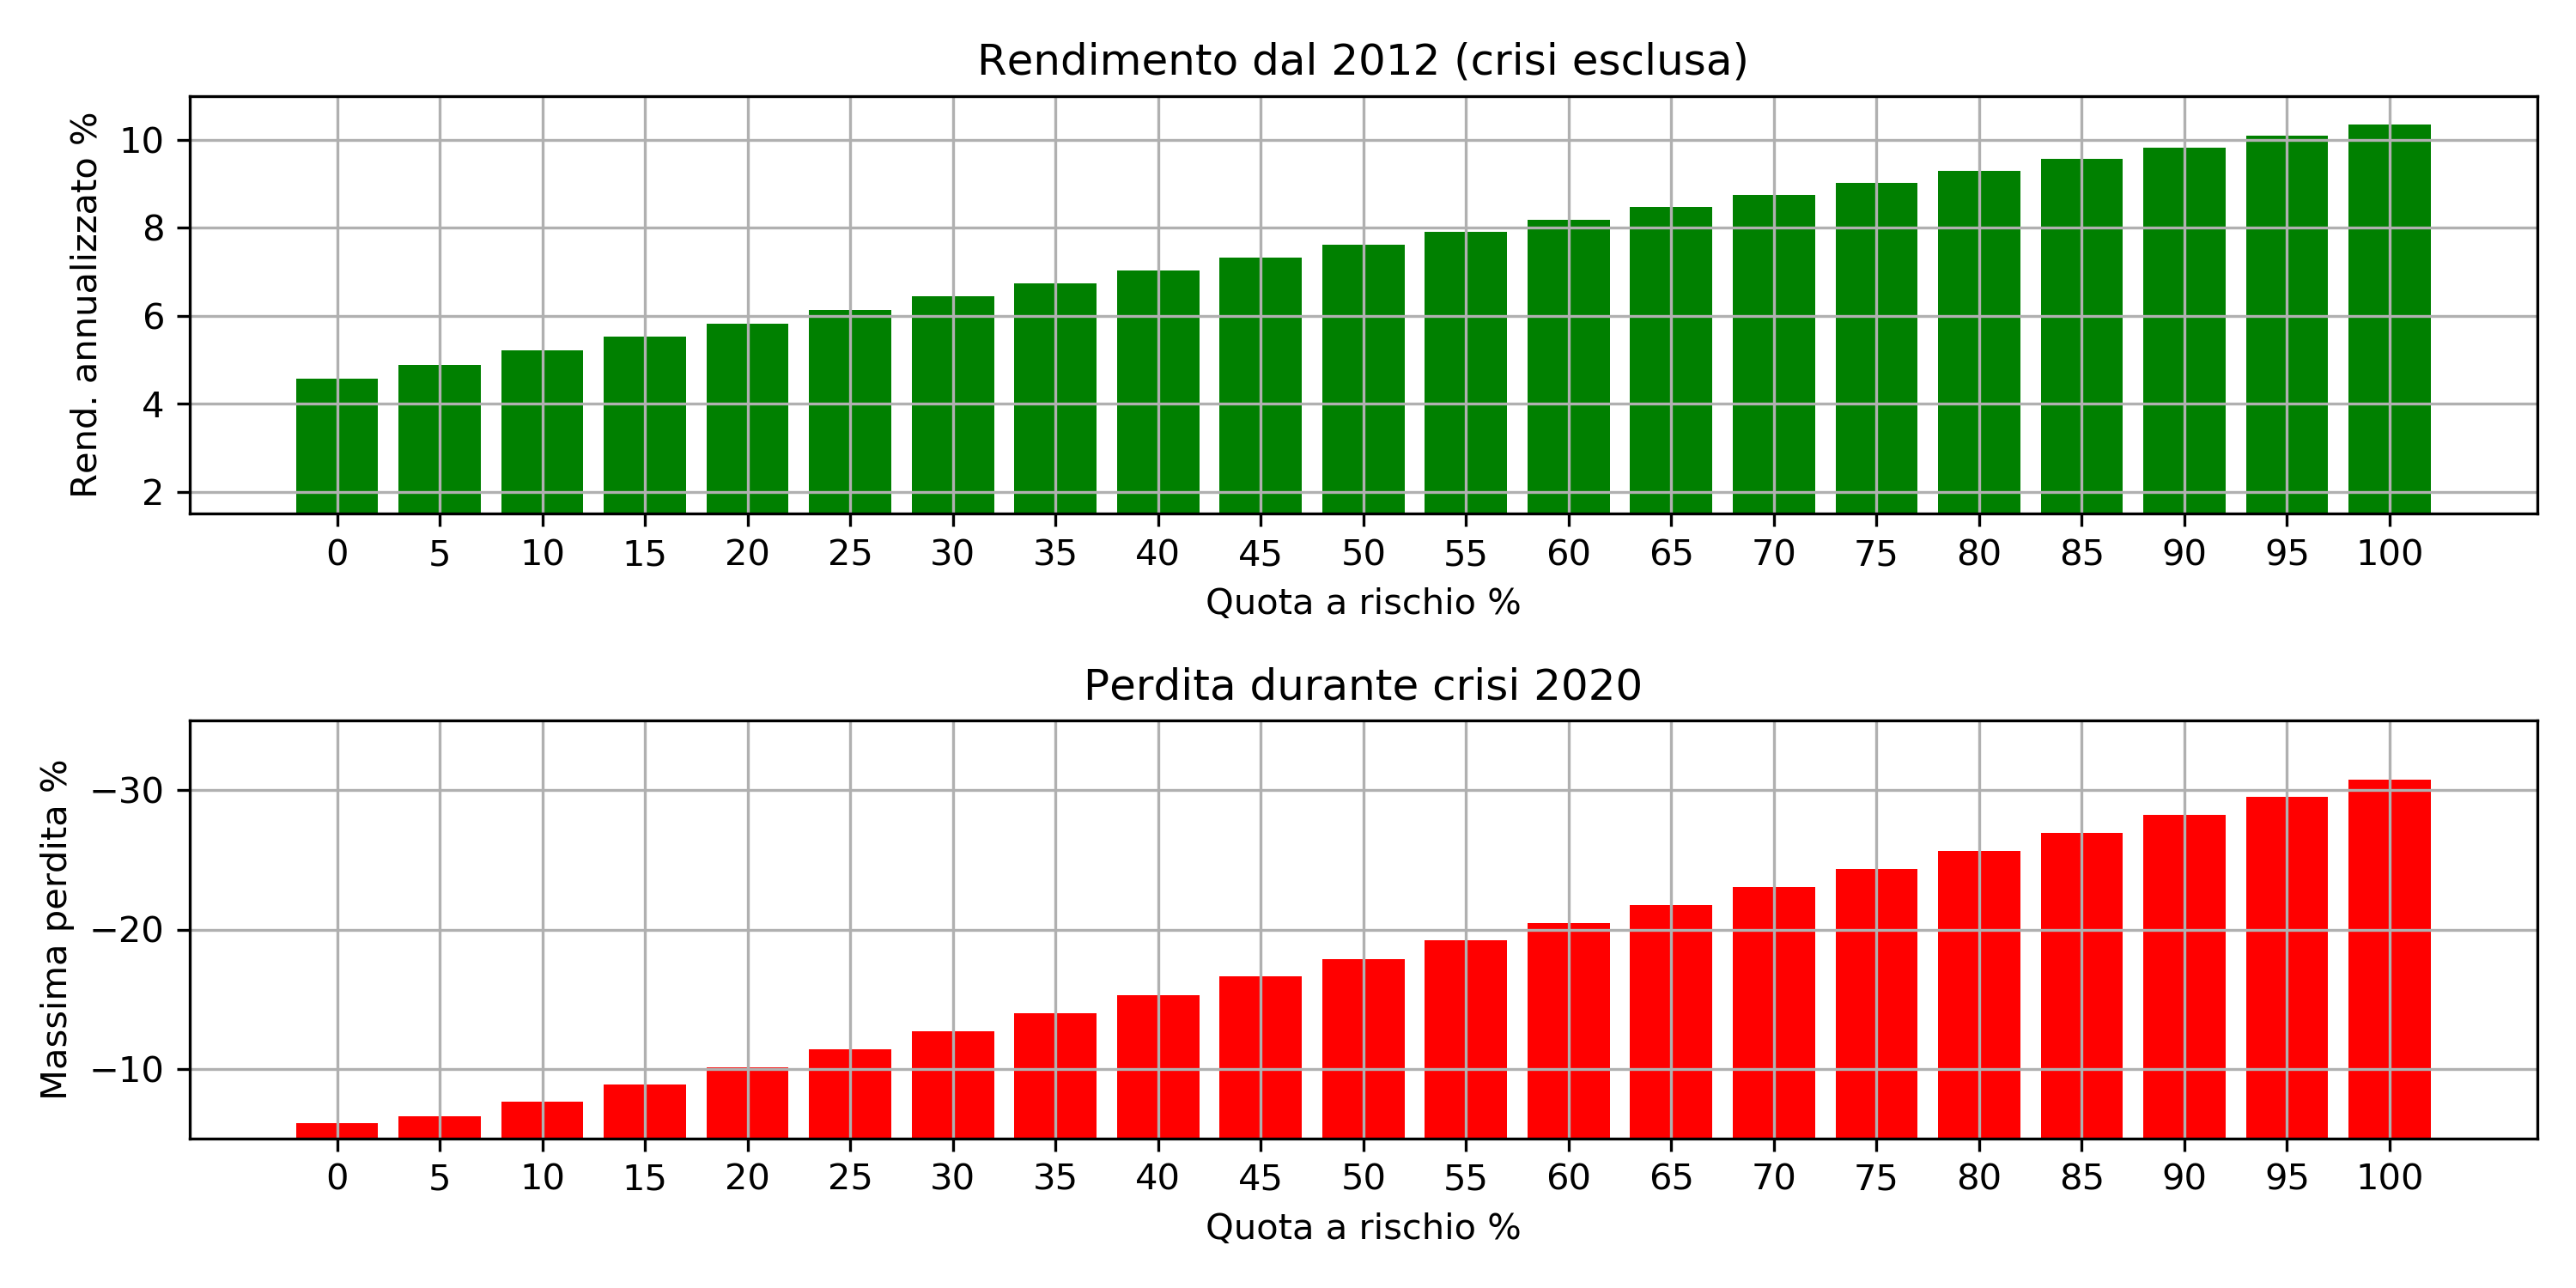 Rendimento dal 2012 (crisi esclusa)
Rend. annualizzato %
10
8
6
4
2
0 5 10 15 20 25 30 35 40 45 50 55 60 65 70 75 80 85 90 95 100
Quota a rischio %
Perdita durante crisi 2020
Massima perdita %
−30
−20
−10
0 5 10 15 20 25 30 35 40 45 50 55 60 65 70 75 80 85 90 95 100
Quota a rischio %